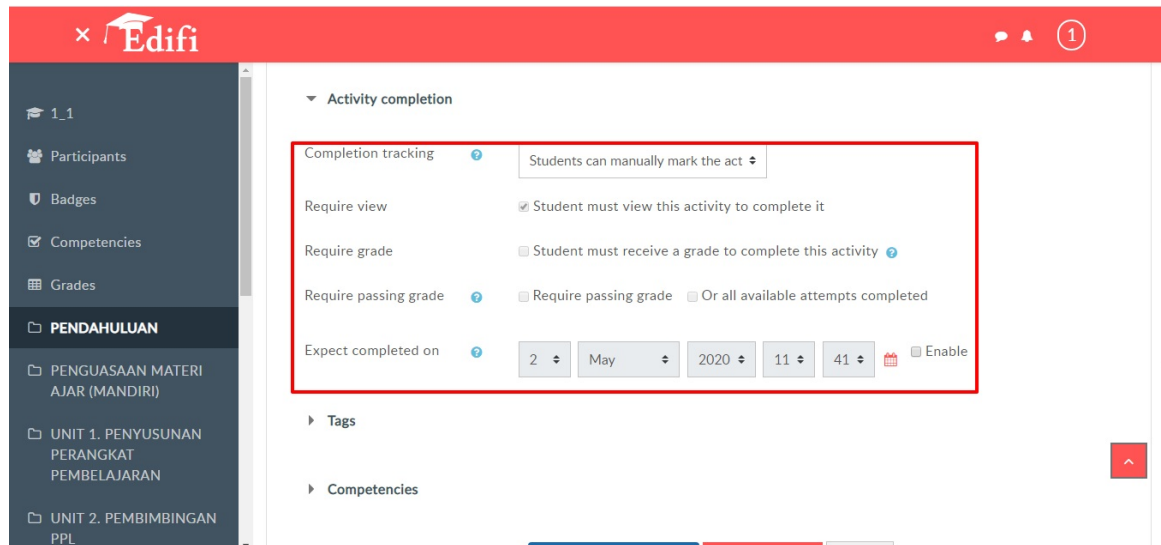 × Edifi
1
1_1
Participants
Badges
Competencies
Grades
PENDAHULUAN
PENGUASAAN MATERI
AJAR (MANDIRI)
UNIT 1. PENYUSUNAN
PERANGKAT
PEMBELAJARAN
UNIT 2. PEMBIMBINGAN
PPL
Activity completion
Completion tracking ? Students can manually mark the act
Require view Student must view this activity to complete it
Require grade Student must receive a grade to complete this activity ?
Require passing grade ? Require passing grade Or all available attempts completed
Expect completed on ? 2 May 2020 11 41 Enable
Tags
Competencies